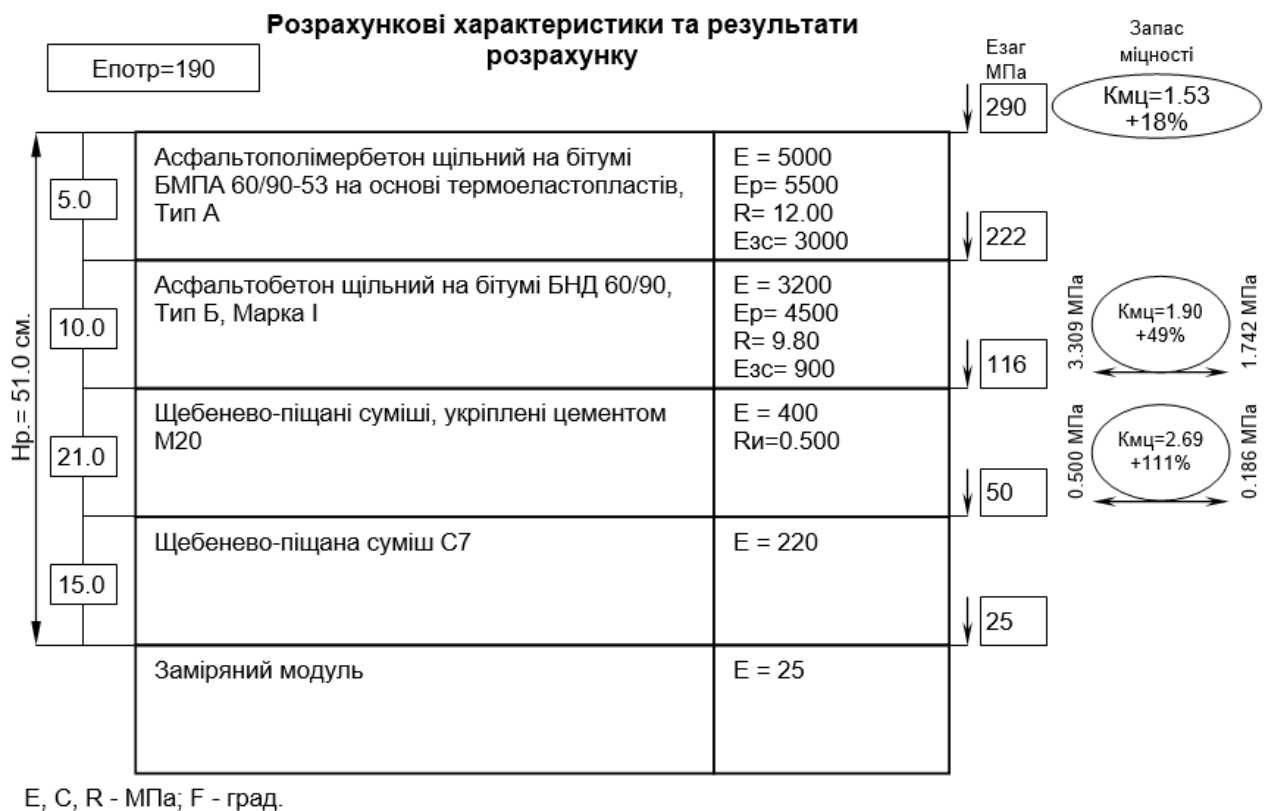 Розрахункові характеристики та результати
розрахунку
Епотр=190
Езаг
МПа
Запас
міцності
290
Кмц=1.53
+18%
Нр.= 51.0 см.
5.0
Асфальтополімербетон щільний на бітумі
БМПА 60/90-53 на основі термоеластопластів,
Тип А
E = 5000
Ер= 5500
R= 12.00
Езс= 3000
222
10.0
Асфальтобетон щільний на бітумі БНД 60/90,
Тип Б, Марка І
E = 3200
Ер= 4500
R= 9.80
Езс= 900
116
3.309 МПа
Кмц=1.90
+49%
1.742 МПа
21.0
Щебенево-піщані суміші, укріплені цементом
М20
E = 400
Rи=0.500
50
0.500 МПа
Кмц=2.69
+111%
0.186 МПа
15.0
Щебенево-піщана суміш С7
E = 220
25
Заміряний модуль
E = 25
E, C, R - МПа; F - град.